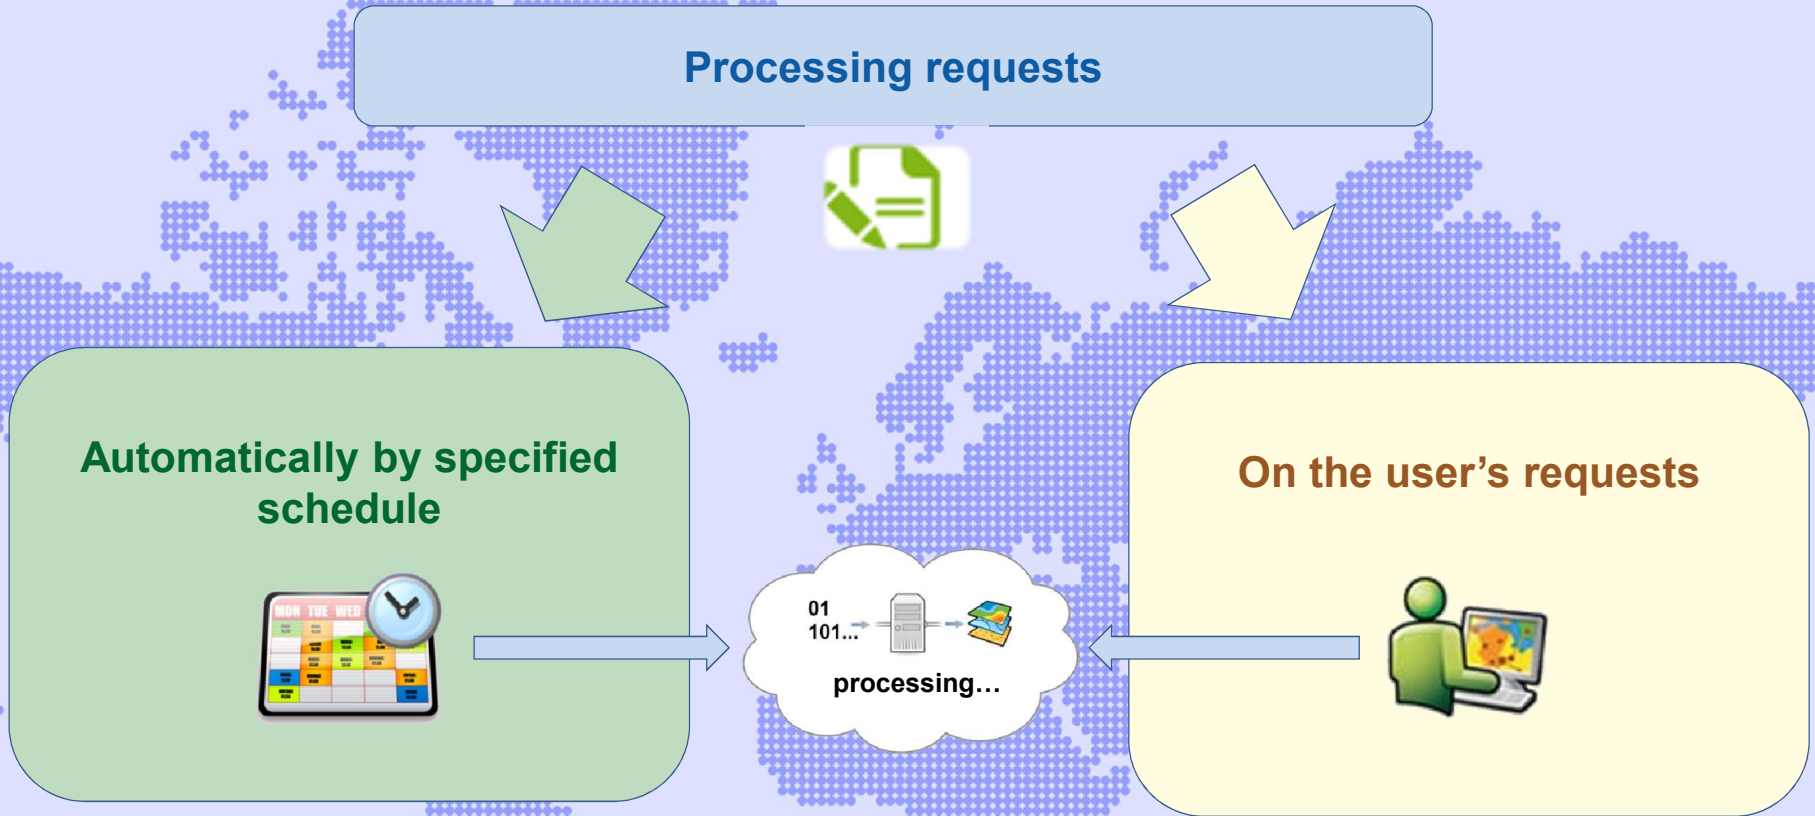 Processing requests
Automatically by specified
schedule
On the user’s requests
MON TUE WED
01
101...
processing...